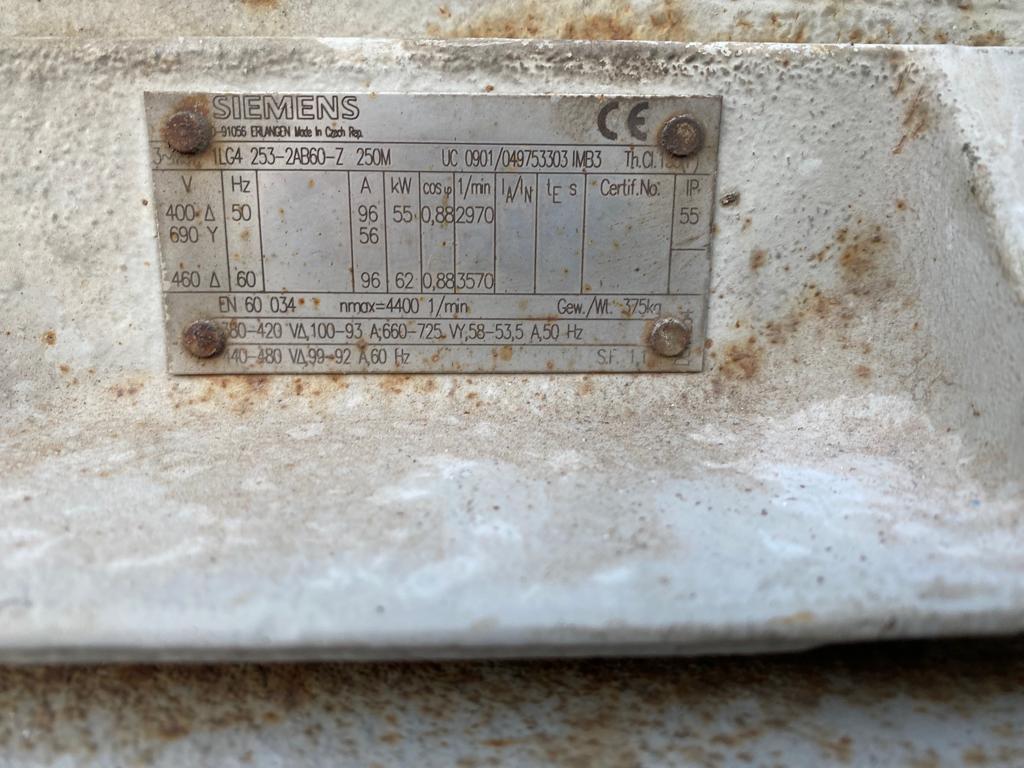 SIEMENS CE
D-91056 ERLANGEN Made in Czech Rep.
1LG4 253-2AB60-Z 250M UC 0901/049753303 IMB3 Th.Cl.
V Hz A kW cosφ 1/min IA/IN tE s Certif.No: IP
400 Δ 50 96 55 0,88 2970 55
690 Y 56
460 Δ 60 96 62 0,88 3570
EN 60 034 nmax=4400 1/min Gew./Wt. 375kg
380-420 VΔ,100-93 A;660-725 VY,58-53,5 A,50 Hz
440-480 VΔ,99-92 A,60 Hz S.F. 1,1